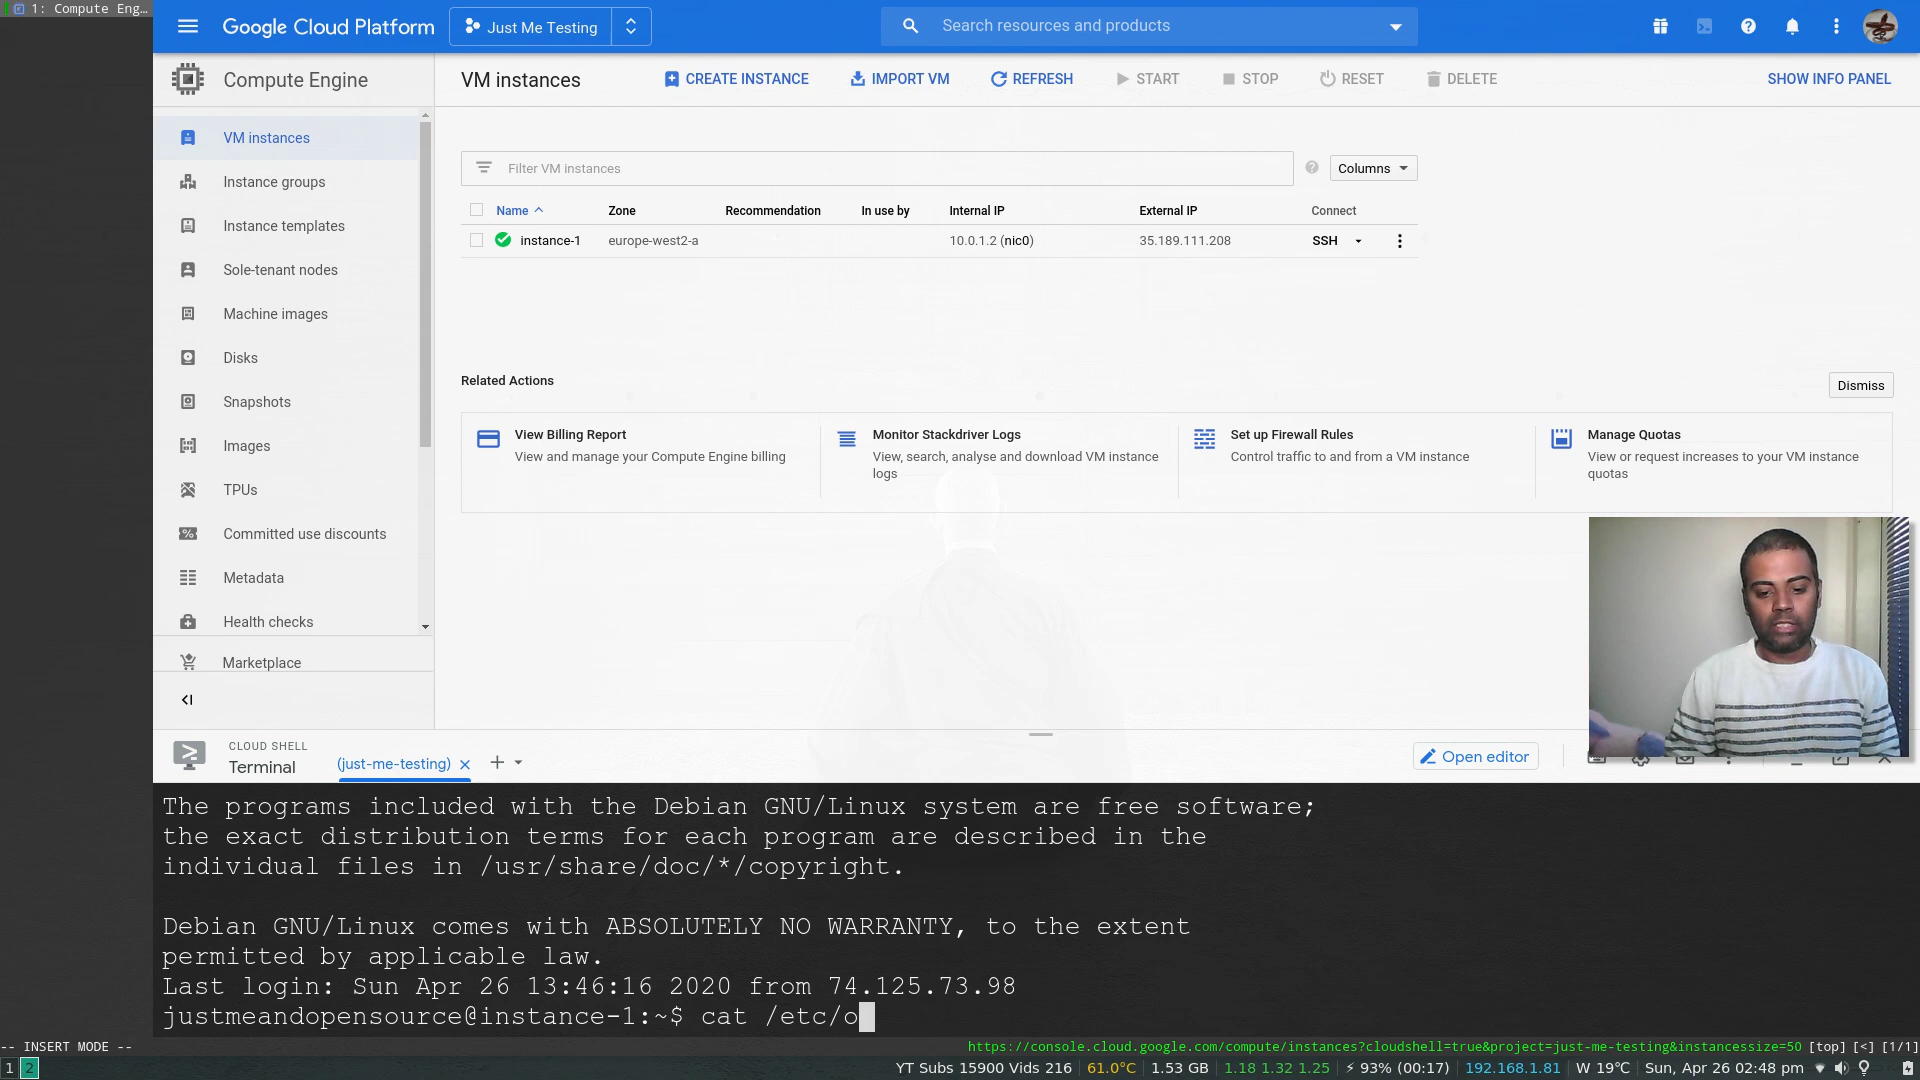 1: Compute Eng…
Google Cloud Platform
Just Me Testing
Search resources and products
Compute Engine
VM instances
CREATE INSTANCE
IMPORT VM
REFRESH
START
STOP
RESET
DELETE
SHOW INFO PANEL
VM instances
Instance groups
Instance templates
Sole-tenant nodes
Machine images
Disks
Snapshots
Images
TPUs
Committed use discounts
Metadata
Health checks
Marketplace
Filter VM instances
Columns
Name Zone Recommendation In use by Internal IP External IP Connect
instance-1 europe-west2-a 10.0.1.2 (nic0) 35.189.111.208 SSH
Related Actions
Dismiss
View Billing Report
View and manage your Compute Engine billing
Monitor Stackdriver Logs
View, search, analyse and download VM instance
logs
Set up Firewall Rules
Control traffic to and from a VM instance
Manage Quotas
View or request increases to your VM instance
quotas
CLOUD SHELL
Terminal
(just-me-testing)
Open editor
The programs included with the Debian GNU/Linux system are free software;
the exact distribution terms for each program are described in the
individual files in /usr/share/doc/*/copyright.
Debian GNU/Linux comes with ABSOLUTELY NO WARRANTY, to the extent
permitted by applicable law.
Last login: Sun Apr 26 13:46:16 2020 from 74.125.73.98
justmeandopensource@instance-1:~$ cat /etc/o
-- INSERT MODE --
https://console.cloud.google.com/compute/instances?cloudshell=true&project=just-me-testing&instancessize=50 [top] [<] [1/1]
1 2
YT Subs 15900 Vids 216 61.0°C 1.53 GB 1.18 1.32 1.25 ⚡ 93% (00:17) 192.168.1.81 W 19℃ Sun, Apr 26 02:48 pm